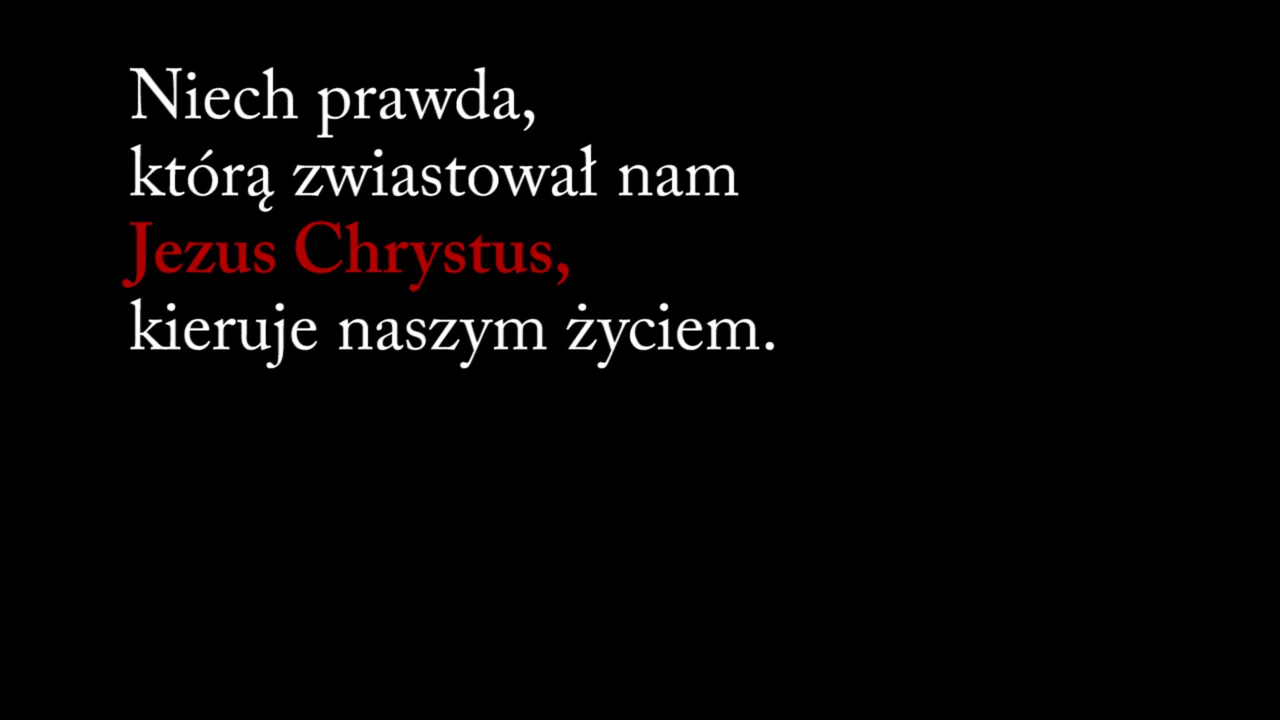 Niech prawda,
którą zwiastował nam
Jezus Chrystus,
kieruje naszym życiem.